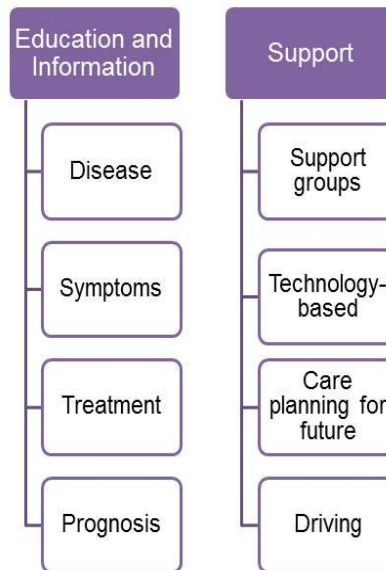 Education and
Information
Disease
Symptoms
Treatment
Prognosis
Support
Support
groups
Technology-
based
Care
planning for
future
Driving